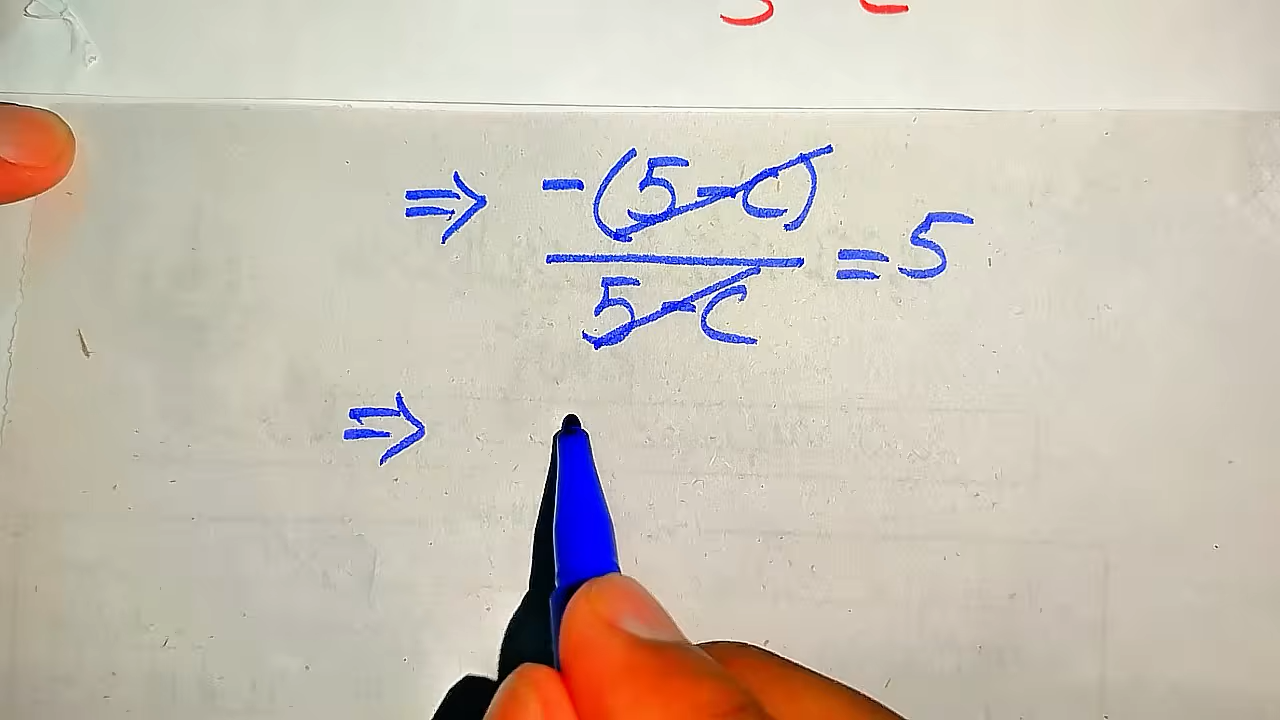 ⇒ -(5-c)
/ 5-c = 5
⇒